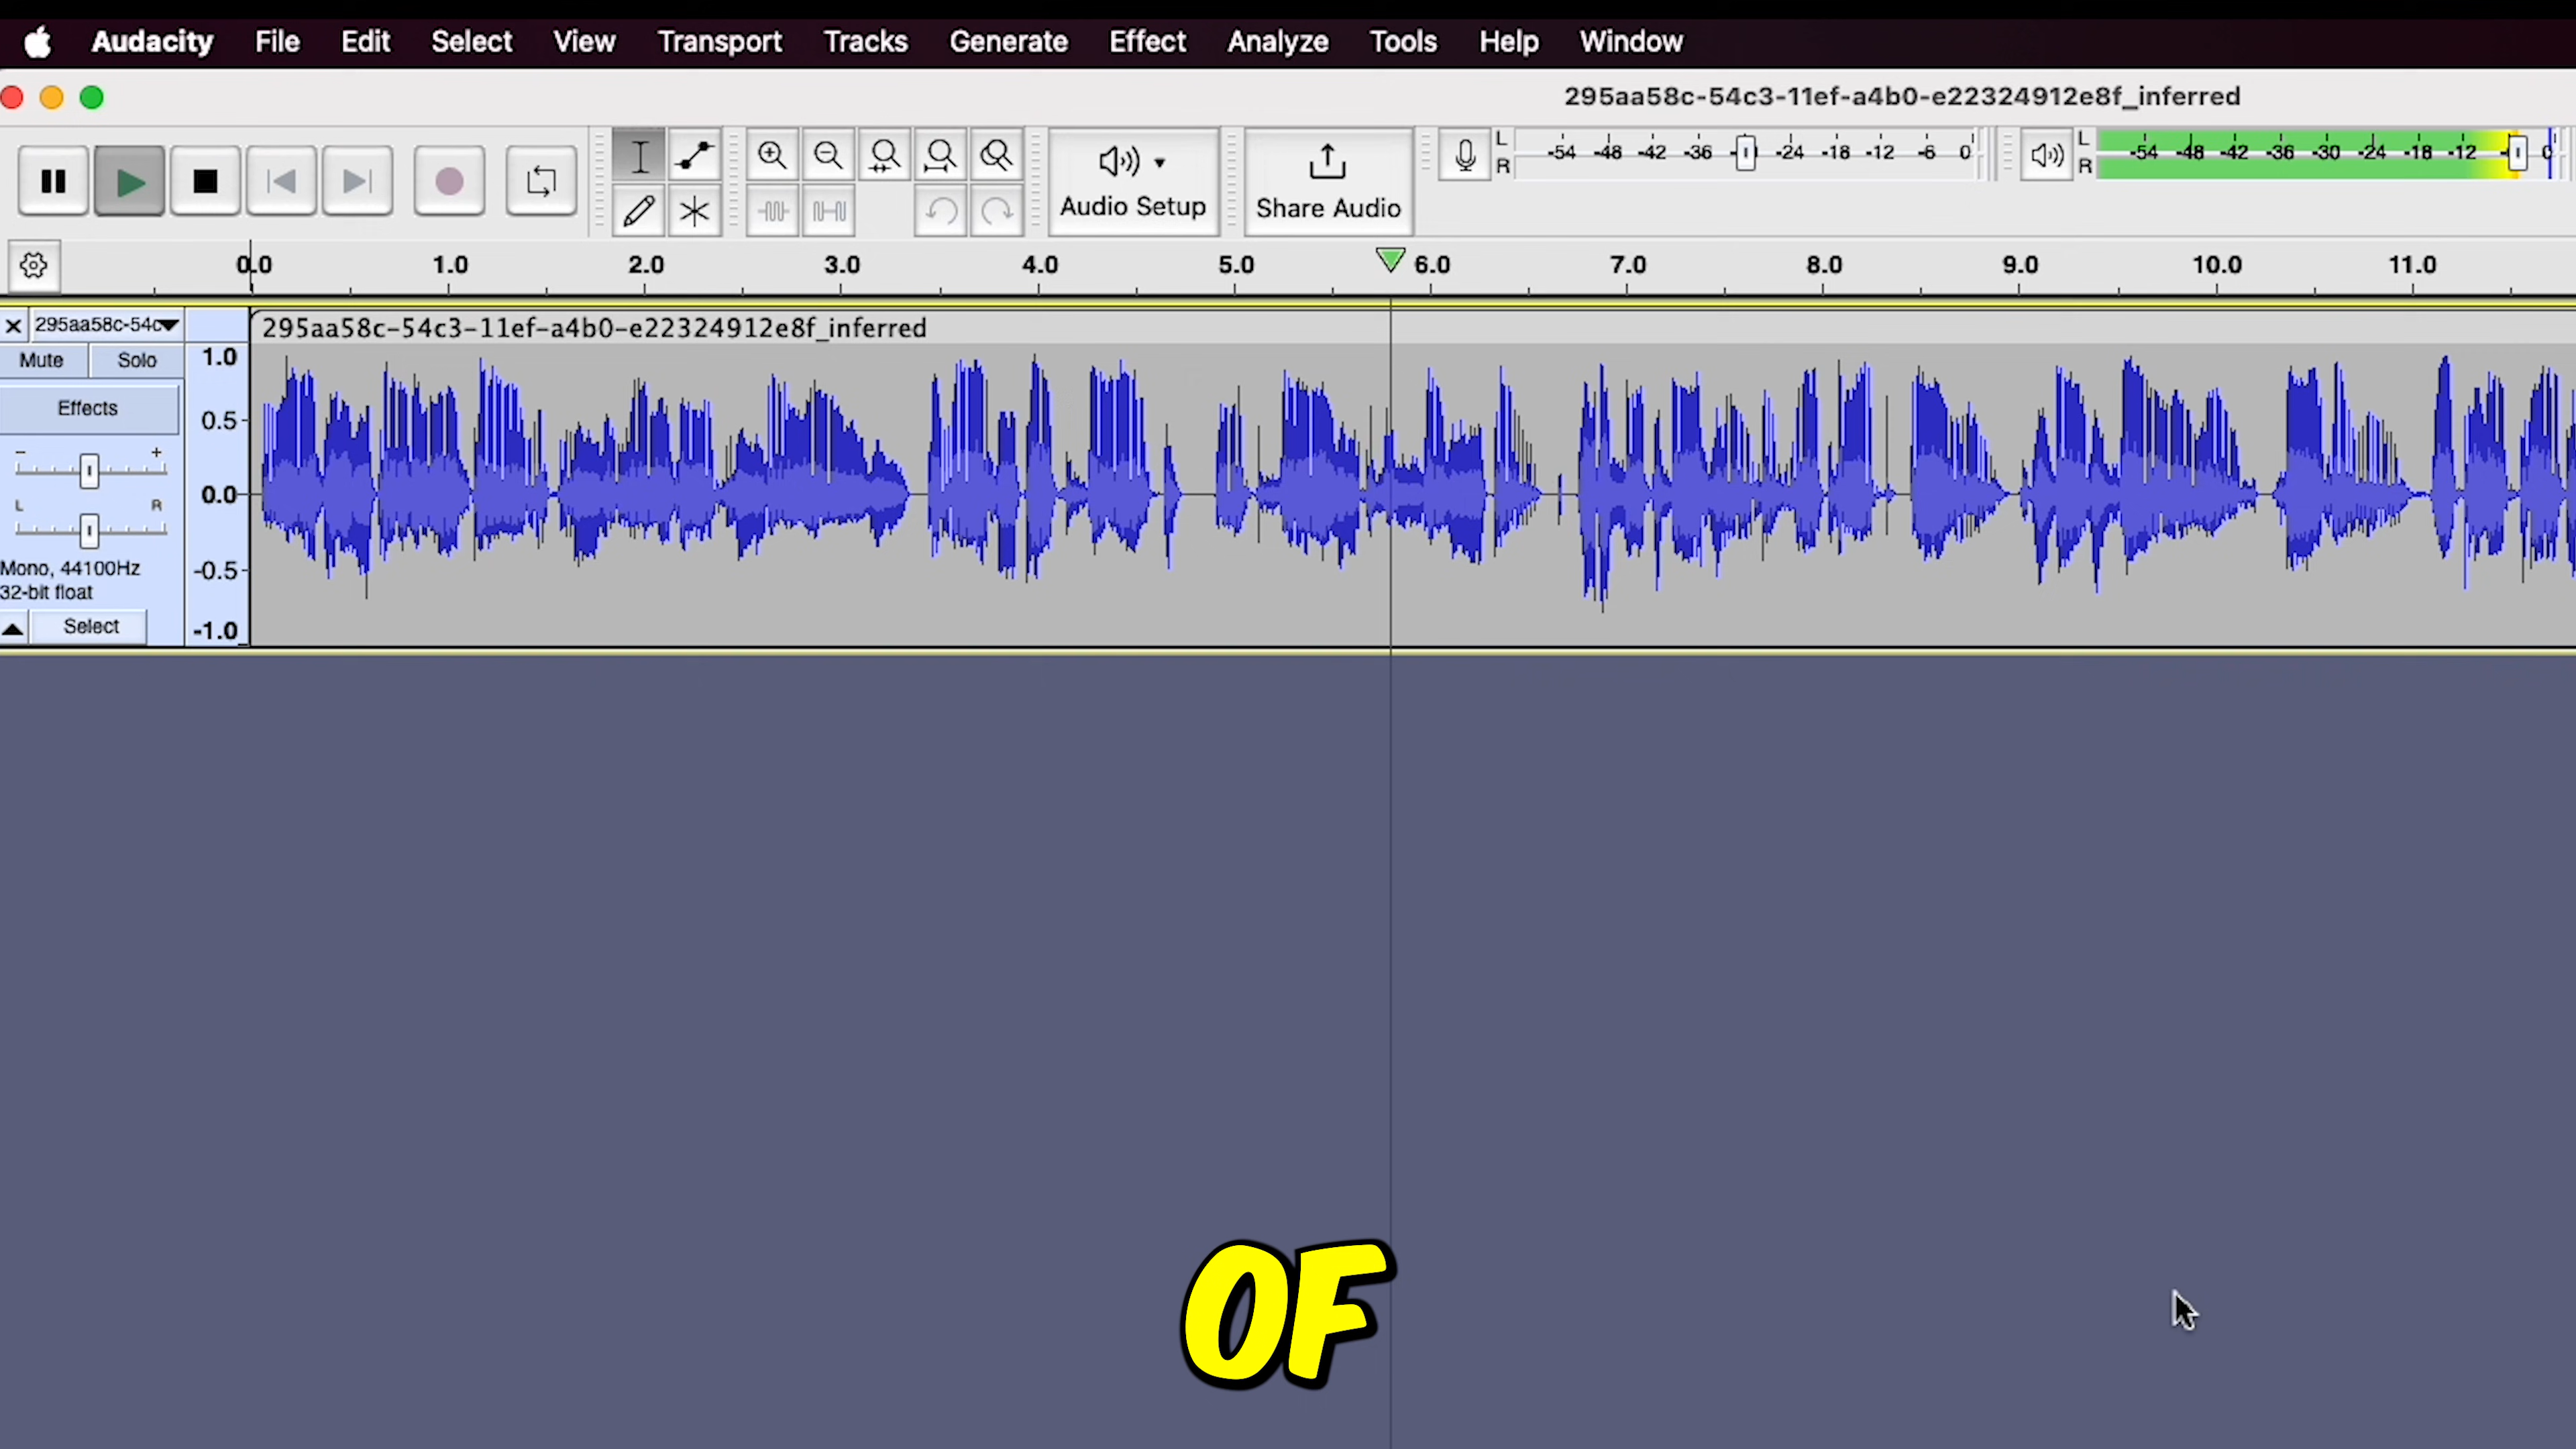 Audacity File Edit Select View Transport Tracks Generate Effect Analyze Tools Help Window
295aa58c-54c3-11ef-a4b0-e22324912e8f_inferred
L -54 -48 -42 -36 -24 -18 -12 -6 0
R
L -54 -48 -42 -36 -30 -24 -18 -12 0
R
Audio Setup
Share Audio
0.0 1.0 2.0 3.0 4.0 5.0 6.0 7.0 8.0 9.0 10.0 11.0
295aa58c-54c
295aa58c-54c3-11ef-a4b0-e22324912e8f_inferred
Mute Solo
Effects
- +
L R
Mono, 44100Hz
32-bit float
Select
1.0
0.5
0.0
-0.5
-1.0
OF